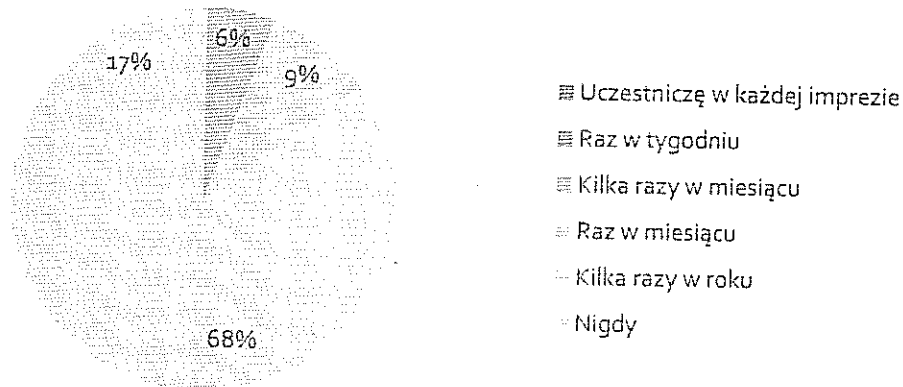 17%
6%
9%
68%
Uczestniczę w każdej imprezie
Raz w tygodniu
Kilka razy w miesiącu
Raz w miesiącu
Kilka razy w roku
Nigdy